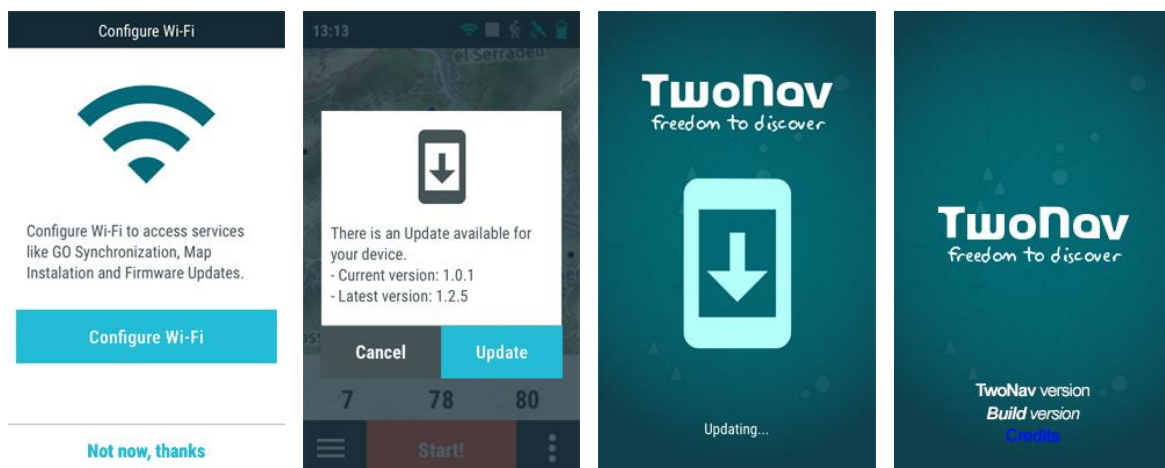 Configure Wi-Fi
Configure Wi-Fi to access services
like GO Synchronization, Map
Instalation and Firmware Updates.
Configure Wi-Fi
Not now, thanks
13:13
el Serradell
There is an Update available for
your device.
- Current version: 1.0.1
- Latest version: 1.2.5
Cancel
Update
7 78 80
Start!
TwoNav
freedom to discover
Updating...
TwoNav
freedom to discover
TwoNav version
Build version
Credits